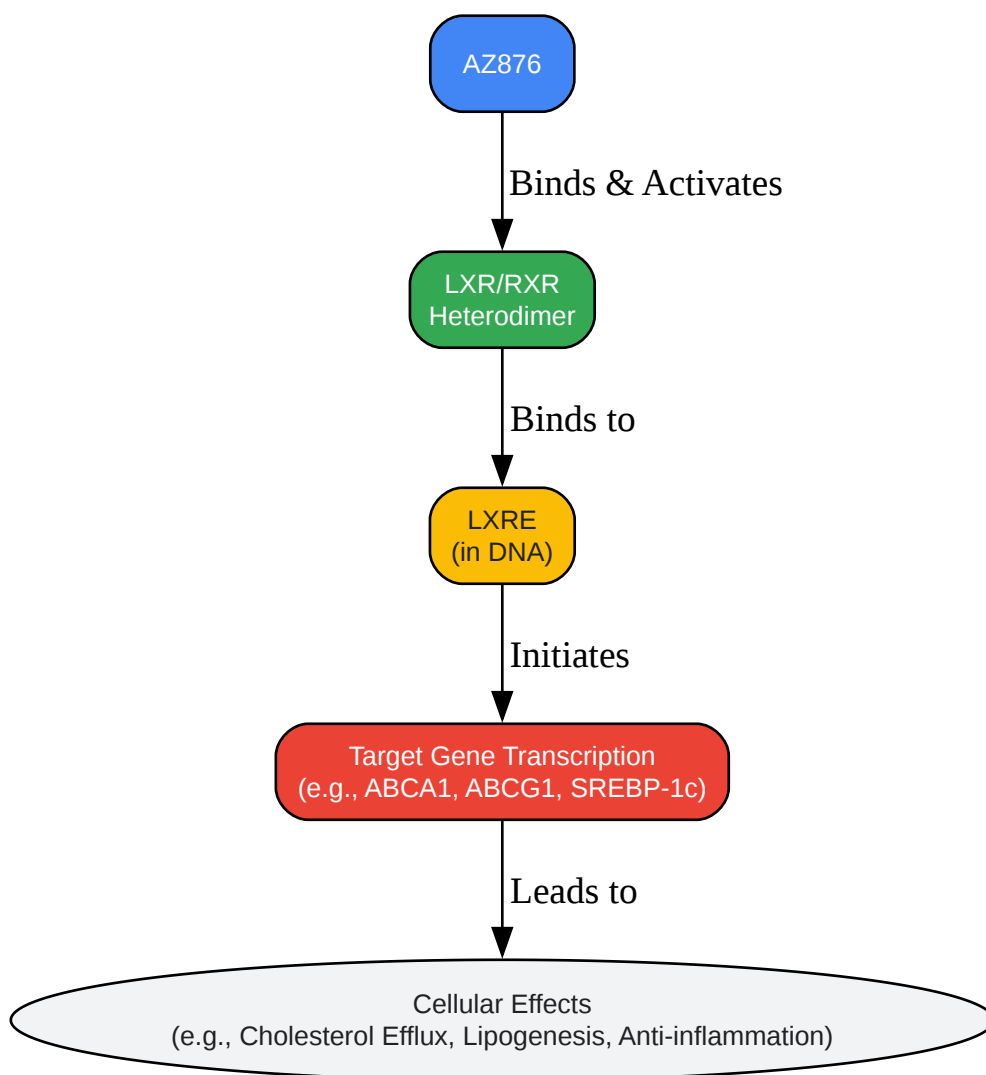 AZ876
Binds & Activates
LXR/RXR
Heterodimer
Binds to
LXRE
(in DNA)
Initiates
Target Gene Transcription
(e.g., ABCA1, ABCG1, SREBP-1c)
Leads to
Cellular Effects
(e.g., Cholesterol Efflux, Lipogenesis, Anti-inflammation)